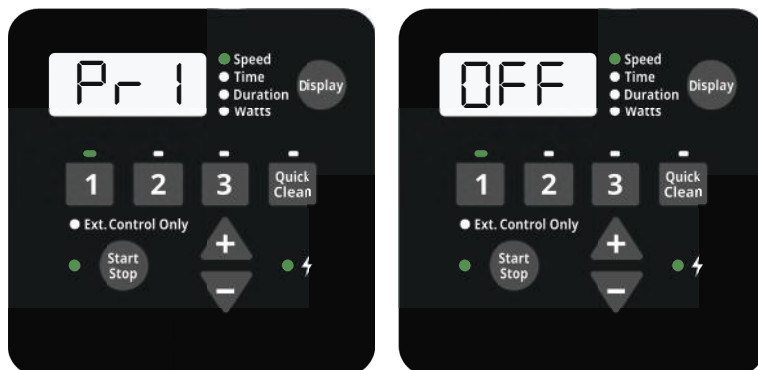 Pr 1
Speed
Time
Duration
Watts
Display
1
2
3
Quick
Clean
Ext. Control Only
Start
Stop
+
−
OFF
Speed
Time
Duration
Watts
Display
1
2
3
Quick
Clean
Ext. Control Only
Start
Stop
+
−